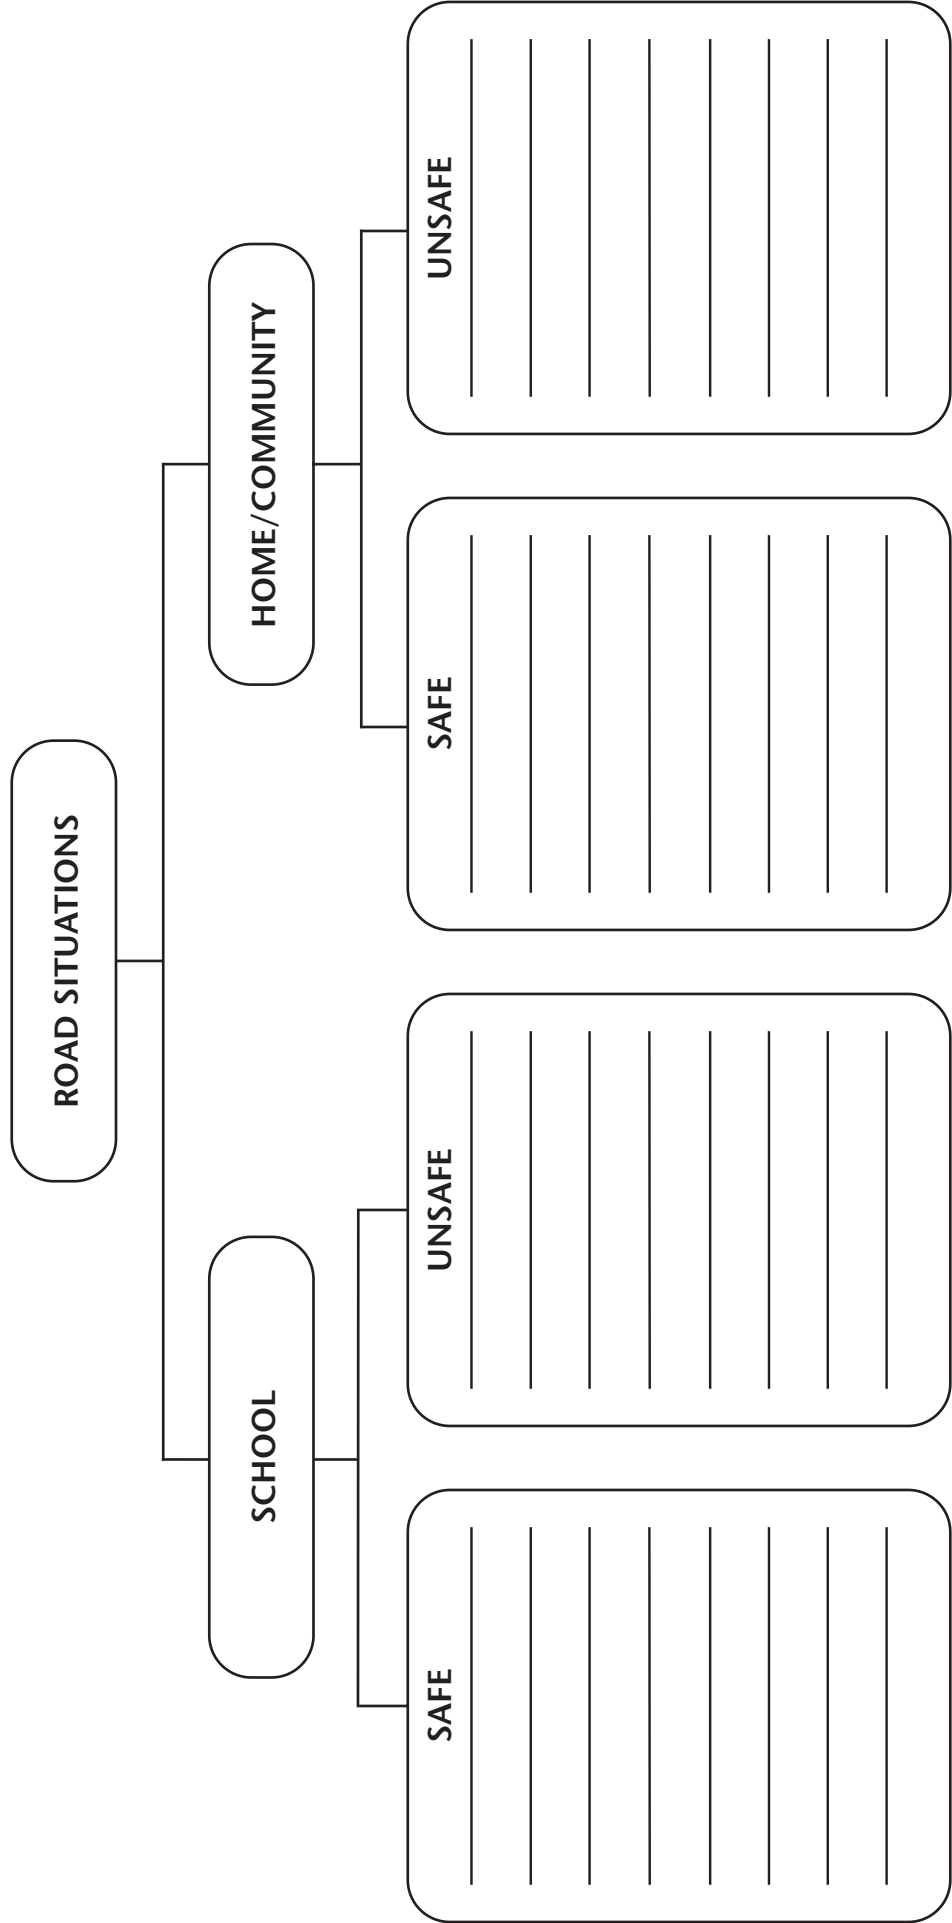 ROAD SITUATIONS
SCHOOL
HOME/COMMUNITY
SAFE
UNSAFE
SAFE
UNSAFE